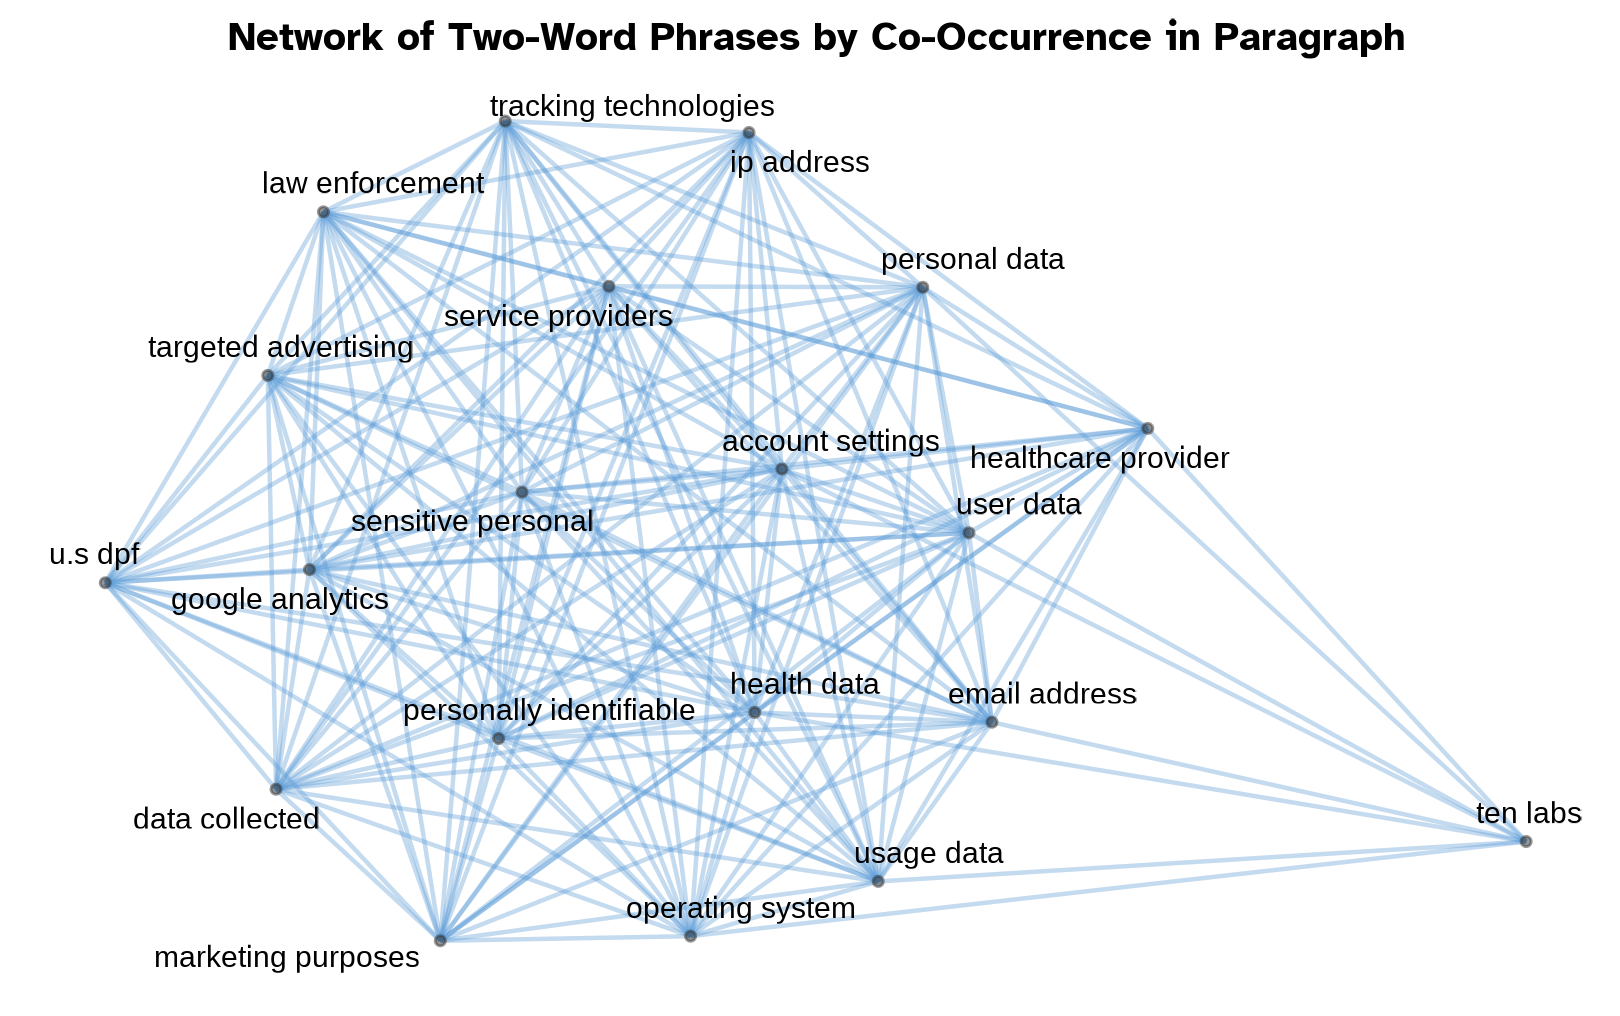 Network of Two-Word Phrases by Co-Occurrence in Paragraph
tracking technologies
ip address
law enforcement
personal data
service providers
targeted advertising
account settings
healthcare provider
user data
sensitive personal
u.s dpf
google analytics
health data
email address
personally identifiable
ten labs
data collected
usage data
operating system
marketing purposes